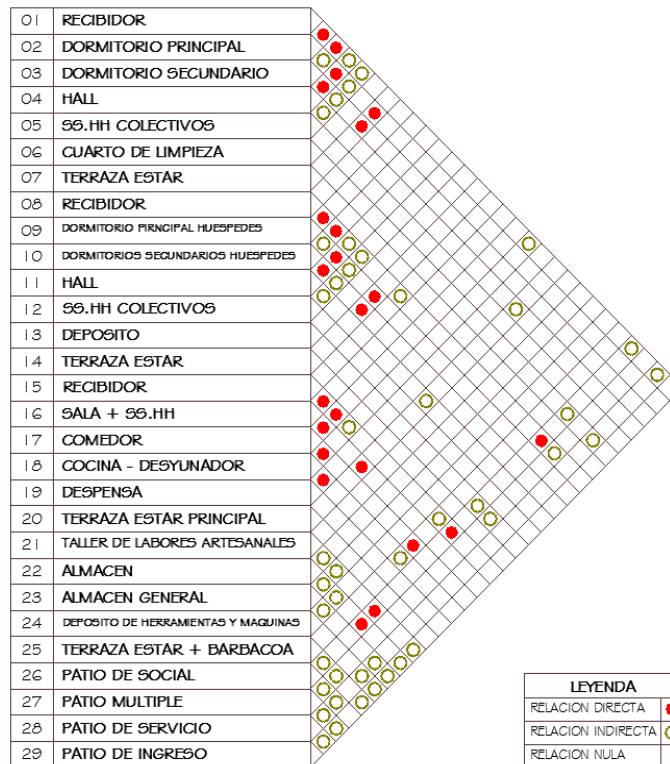 01 RECIBIDOR
02 DORMITORIO PRINCIPAL
03 DORMITORIO SECUNDARIO
04 HALL
05 SS.HH COLECTIVOS
06 CUARTO DE LIMPIEZA
07 TERRAZA ESTAR
08 RECIBIDOR
09 DORMITORIO PIRNCIPAL HUESPEDES
10 DORMITORIOS SECUNDARIOS HUESPEDES
11 HALL
12 SS.HH COLECTIVOS
13 DEPOSITO
14 TERRAZA ESTAR
15 RECIBIDOR
16 SALA + SS.HH
17 COMEDOR
18 COCINA - DESYUNADOR
19 DESPENSA
20 TERRAZA ESTAR PRINCIPAL
21 TALLER DE LABORES ARTESANALES
22 ALMACEN
23 ALMACEN GENERAL
24 DEPOSITO DE HERRAMIENTAS Y MAQUINAS
25 TERRAZA ESTAR + BARBACOA
26 PATIO DE SOCIAL
27 PATIO MULTIPLE
28 PATIO DE SERVICIO
29 PATIO DE INGRESO
LEYENDA
RELACION DIRECTA
RELACION INDIRECTA
RELACION NULA